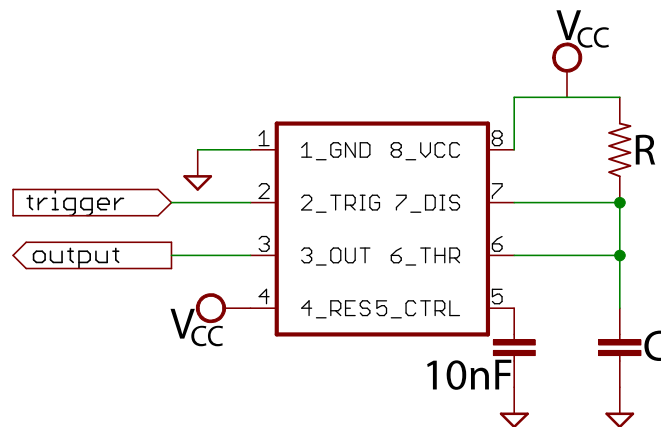 VCC
1
1_GND 8_VCC
8
R
trigger
2
2_TRIG 7_DIS
7
output
3
3_OUT 6_THR
6
VCC
4
4_RES5_CTRL
5
10nF
C